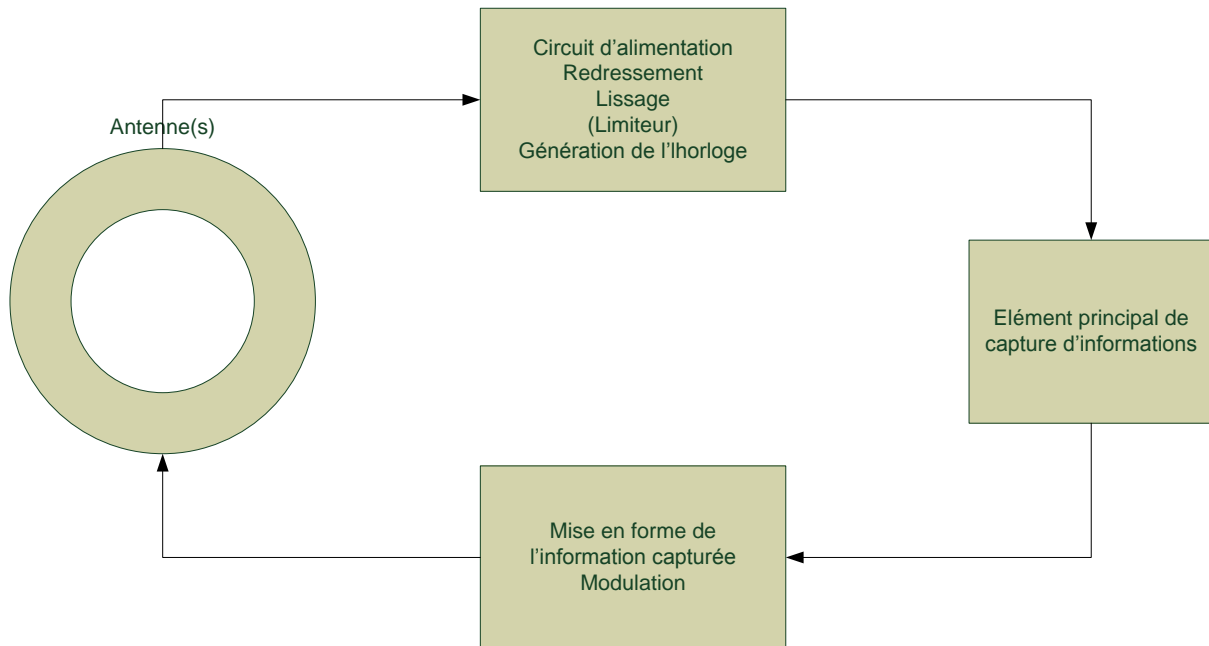 Antenne(s)
Circuit d’alimentation
Redressement
Lissage
(Limiteur)
Génération de l’lhorloge
Elément principal de
capture d’informations
Mise en forme de
l’information capturée
Modulation